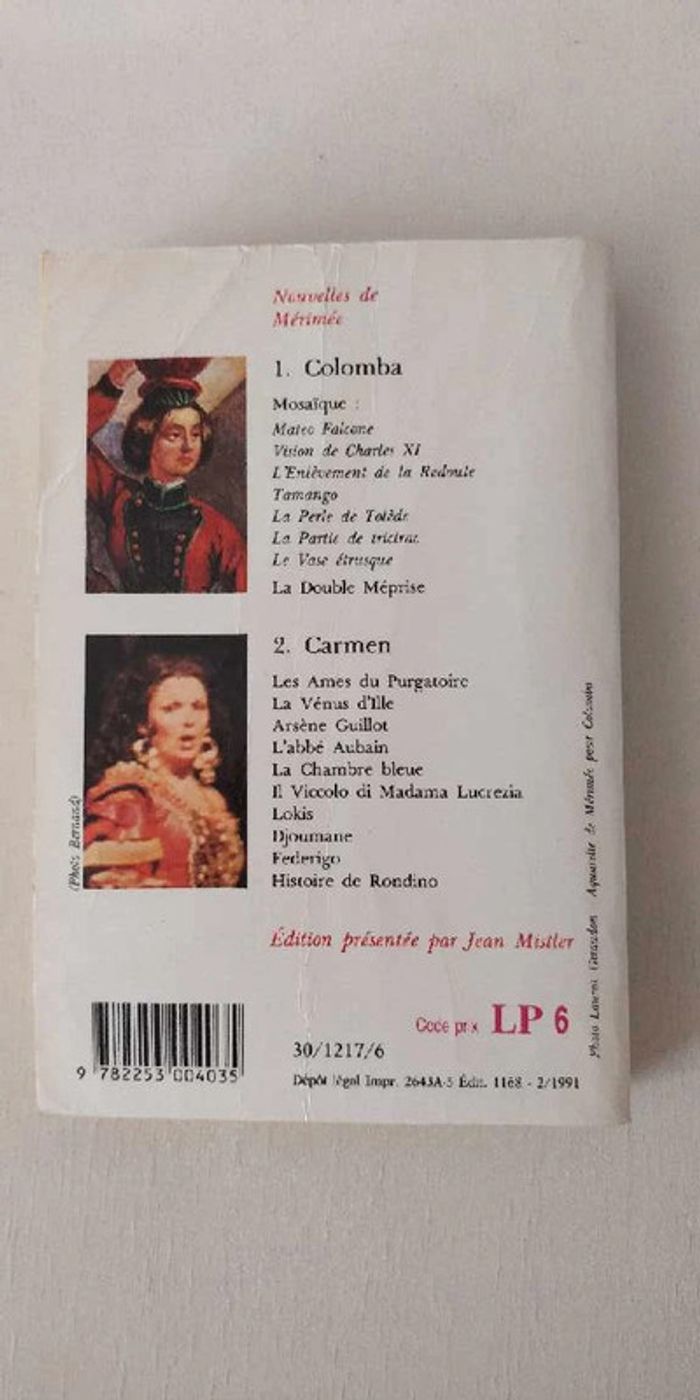 Nouvelles de
Mérimée
1. Colomba
Mosaïque :
Mateo Falcone
Vision de Charles XI
L'Enlèvement de la Redoute
Tamango
La Perle de Tolède
La Partie de trictrac
Le Vase étrusque
La Double Méprise
2. Carmen
Les Ames du Purgatoire
La Vénus d'Ille
Arsène Guillot
L'abbé Aubain
La Chambre bleue
Il Viccolo di Madama Lucrezia
Lokis
Djoumane
Federigo
Histoire de Rondino
(Photo Bernand)
Édition présentée par Jean Mistler
Photo Lauros Giraudon Aquarelle de Mérimée pour Colomba
Code prix LP 6
30/1217/6
9 782253 004035
Dépôt légal Impr. 2643A-5 Édit. 1168 - 2/1991